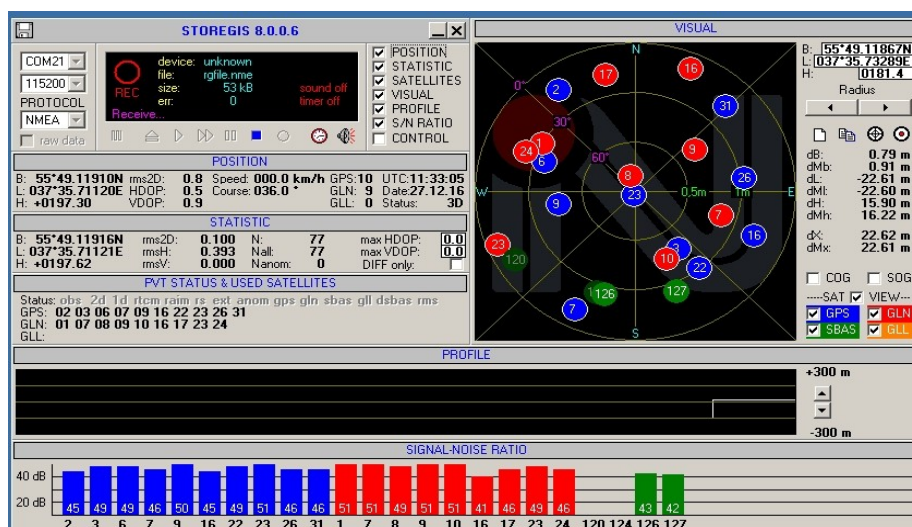 STOREGIS 8.0.0.6
COM21
115200
PROTOCOL
NMEA
raw data
REC
device: unknown
file: rgfile.nme
size: 53 kB
err: 0
sound off
timer off
Receive...
POSITION
STATISTIC
SATELLITES
VISUAL
PROFILE
S/N RATIO
CONTROL
POSITION
B: 55°49.11910N rms2D: 0.8 Speed: 000.0 km/h GPS:10 UTC:11:33:05
L: 037°35.71120E HDOP: 0.5 Course: 036.0 ° GLN: 9 Date:27.12.16
H: +0197.30 VDOP: 0.9 GLL: 0 Status: 3D
STATISTIC
B: 55°49.11916N rms2D: 0.100 N: 77 max HDOP: 0.0
L: 037°35.71121E rmsH: 0.393 Nall: 77 max VDOP: 0.0
H: +0197.62 rmsV: 0.000 Nanom: 0 DIFF only:
PVT STATUS & USED SATELLITES
Status: obs 2d 1d rtcm raim rs ext anom gps gln sbas gll dsbas rms
GPS: 02 03 06 07 09 16 22 23 26 31
GLN: 01 07 08 09 10 16 17 23 24
GLL:
VISUAL
N
17
16
2
0°
31
30°
1
24
6
9
60°
8
23
26
W
0,5m
1m
E
9
7
16
23
120
3
10
22
126
127
7
S
B: 55°49.11867N
L: 037°35.73289E
H: 0181.4
Radius
dB: 0.79 m
dMb: 0.91 m
dL: -22.61 m
dMl: -22.60 m
dH: 15.90 m
dMh: 16.22 m
dX: 22.62 m
dMx: 22.61 m
COG SOG
----SAT VIEW---
GPS GLN
SBAS GLL
PROFILE
+300 m
-300 m
SIGNAL-NOISE RATIO
40 dB
20 dB
45 49 49 46 50 45 49 51 46 46 51 51 49 51 51 41 46 49 46 43 42
2 3 6 7 9 16 22 23 26 31 1 7 8 9 10 16 17 23 24 120 124 126 127